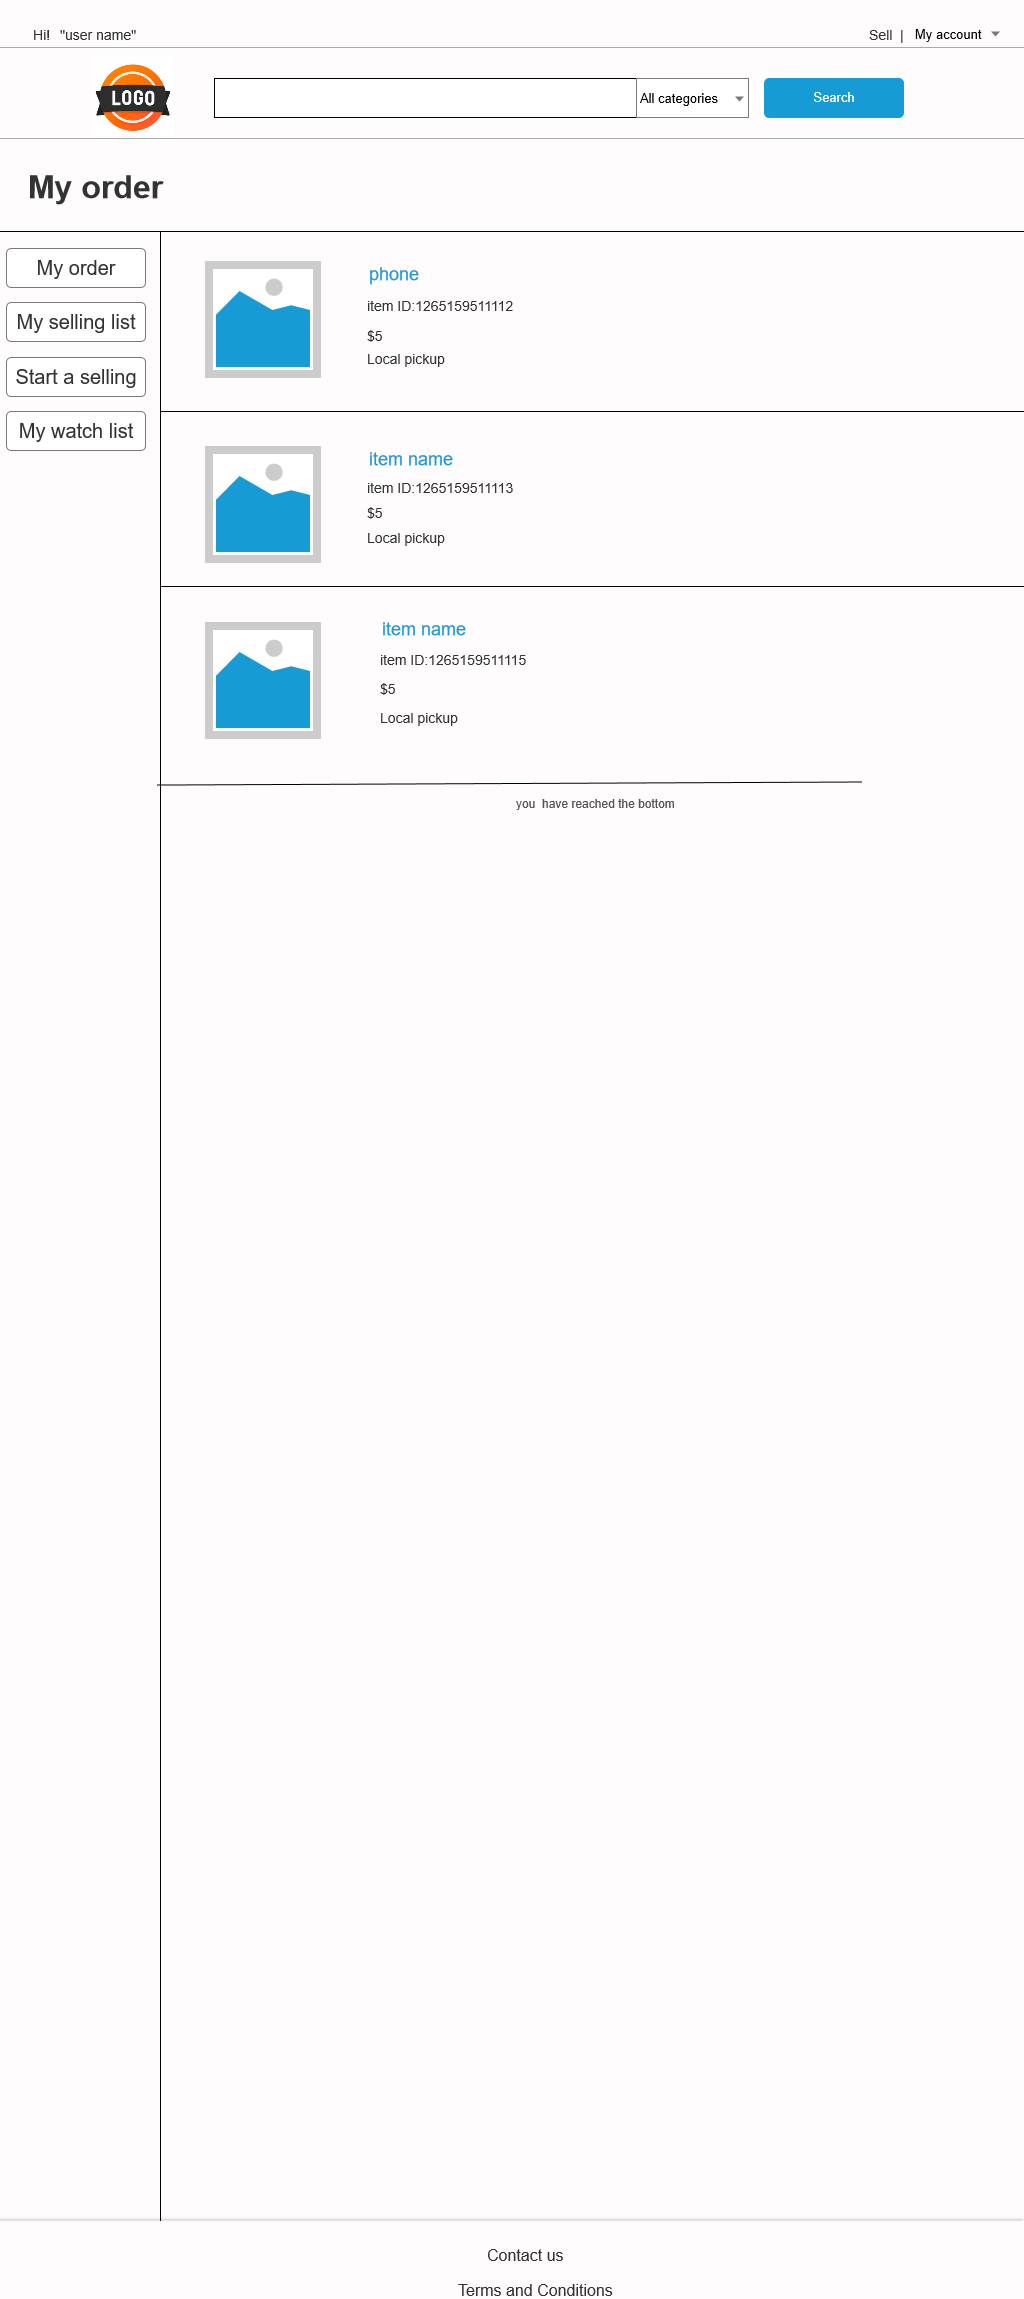 Hi! "user name"
Sell | My account
LOGO
All categories
Search
My order
My order
My selling list
Start a selling
My watch list
phone
item ID:1265159511112
$5
Local pickup
item name
item ID:1265159511113
$5
Local pickup
item name
item ID:1265159511115
$5
Local pickup
you have reached the bottom
Contact us
Terms and Conditions